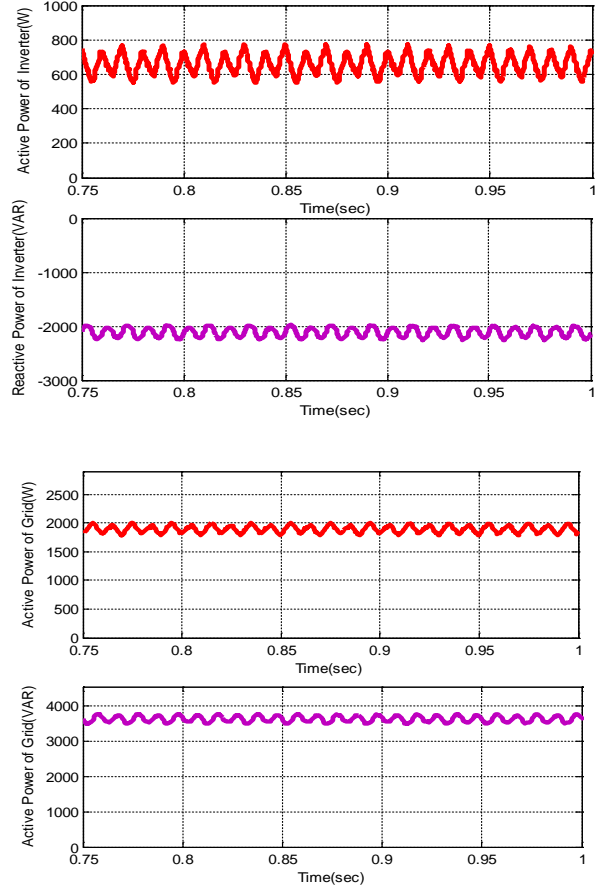 Active Power of Inverter(W)
1000
800
600
400
200
0
0.75 0.8 0.85 0.9 0.95 1
Time(sec)
Reactive Power of Inverter(VAR)
0
-1000
-2000
-3000
0.75 0.8 0.85 0.9 0.95 1
Time(sec)
Active Power of Grid(W)
2500
2000
1500
1000
500
0
0.75 0.8 0.85 0.9 0.95 1
Time(sec)
Active Power of Grid(VAR)
4000
3000
2000
1000
0
0.75 0.8 0.85 0.9 0.95 1
Time(sec)